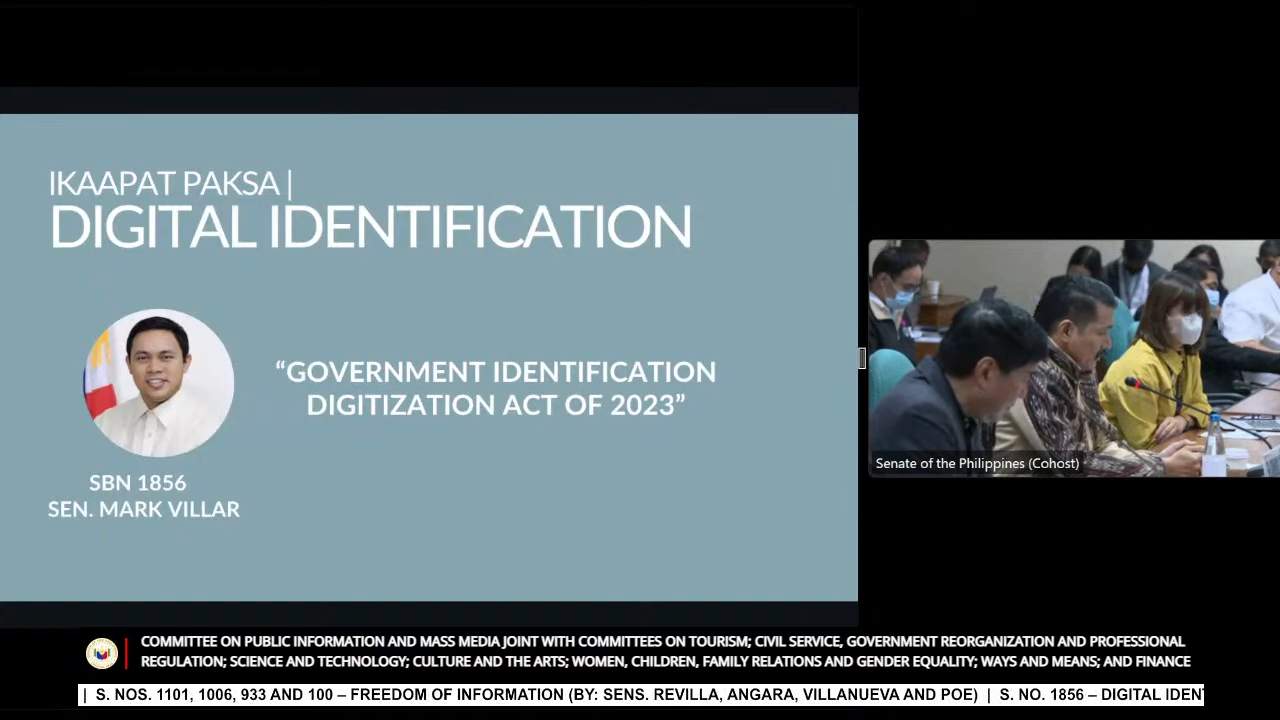 IKAAPAT PAKSA |
DIGITAL IDENTIFICATION
“GOVERNMENT IDENTIFICATION
DIGITIZATION ACT OF 2023”
SBN 1856
SEN. MARK VILLAR
Senate of the Philippines (Cohost)
COMMITTEE ON PUBLIC INFORMATION AND MASS MEDIA JOINT WITH COMMITTEES ON TOURISM; CIVIL SERVICE, GOVERNMENT REORGANIZATION AND PROFESSIONAL
REGULATION; SCIENCE AND TECHNOLOGY; CULTURE AND THE ARTS; WOMEN, CHILDREN, FAMILY RELATIONS AND GENDER EQUALITY; WAYS AND MEANS; AND FINANCE
| S. NOS. 1101, 1006, 933 AND 100 – FREEDOM OF INFORMATION (BY: SENS. REVILLA, ANGARA, VILLANUEVA AND POE) | S. NO. 1856 – DIGITAL IDEN